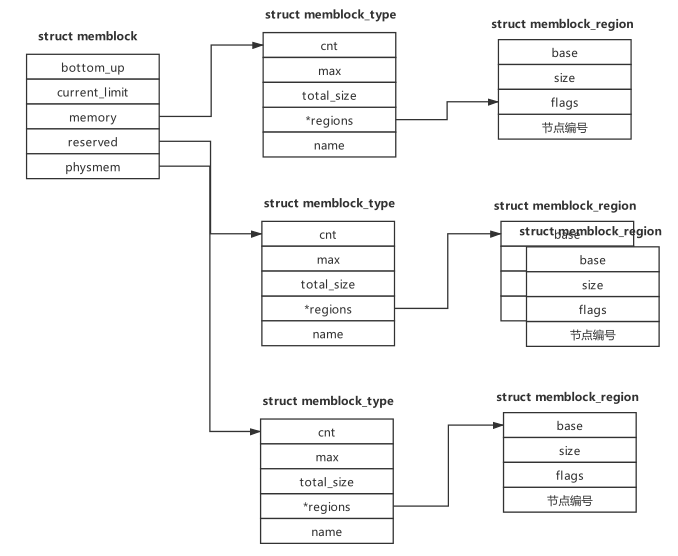 struct memblock
bottom_up
current_limit
memory
reserved
physmem
struct memblock_type
cnt
max
total_size
*regions
name
struct memblock_region
base
size
flags
节点编号
struct memblock_type
cnt
max
total_size
*regions
name
struct memblock_region
base
struct memblock_region
base
size
flags
节点编号
struct memblock_type
cnt
max
total_size
*regions
name
struct memblock_region
base
size
flags
节点编号